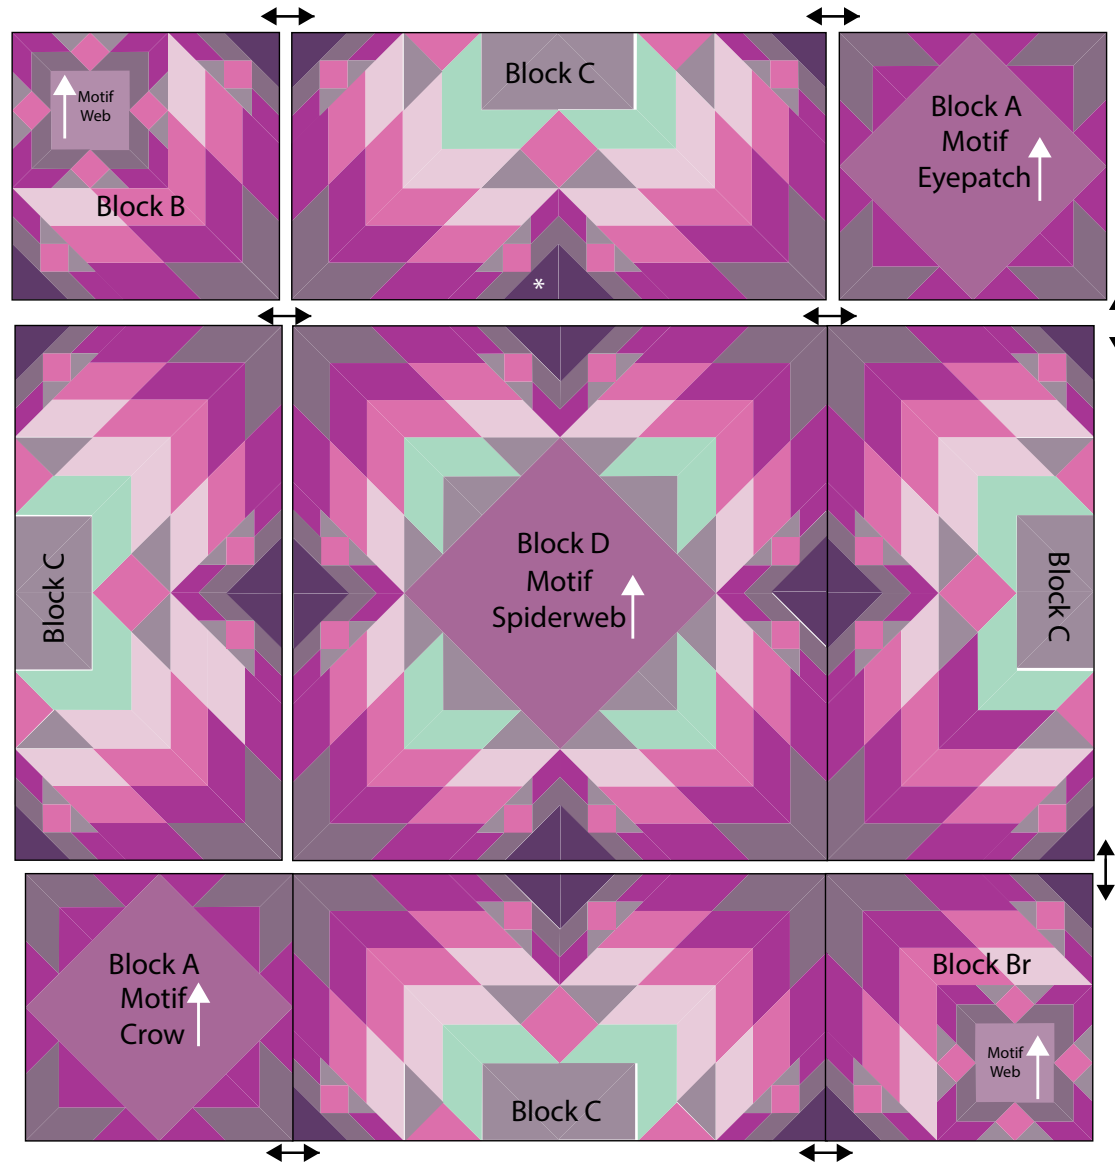 Motif
Web
Block B
Block C
*
Block A
Motif
Eyepatch
Block C
Block D
Motif
Spiderweb
Block C
Block A
Motif
Crow
Block C
Block Br
Motif
Web